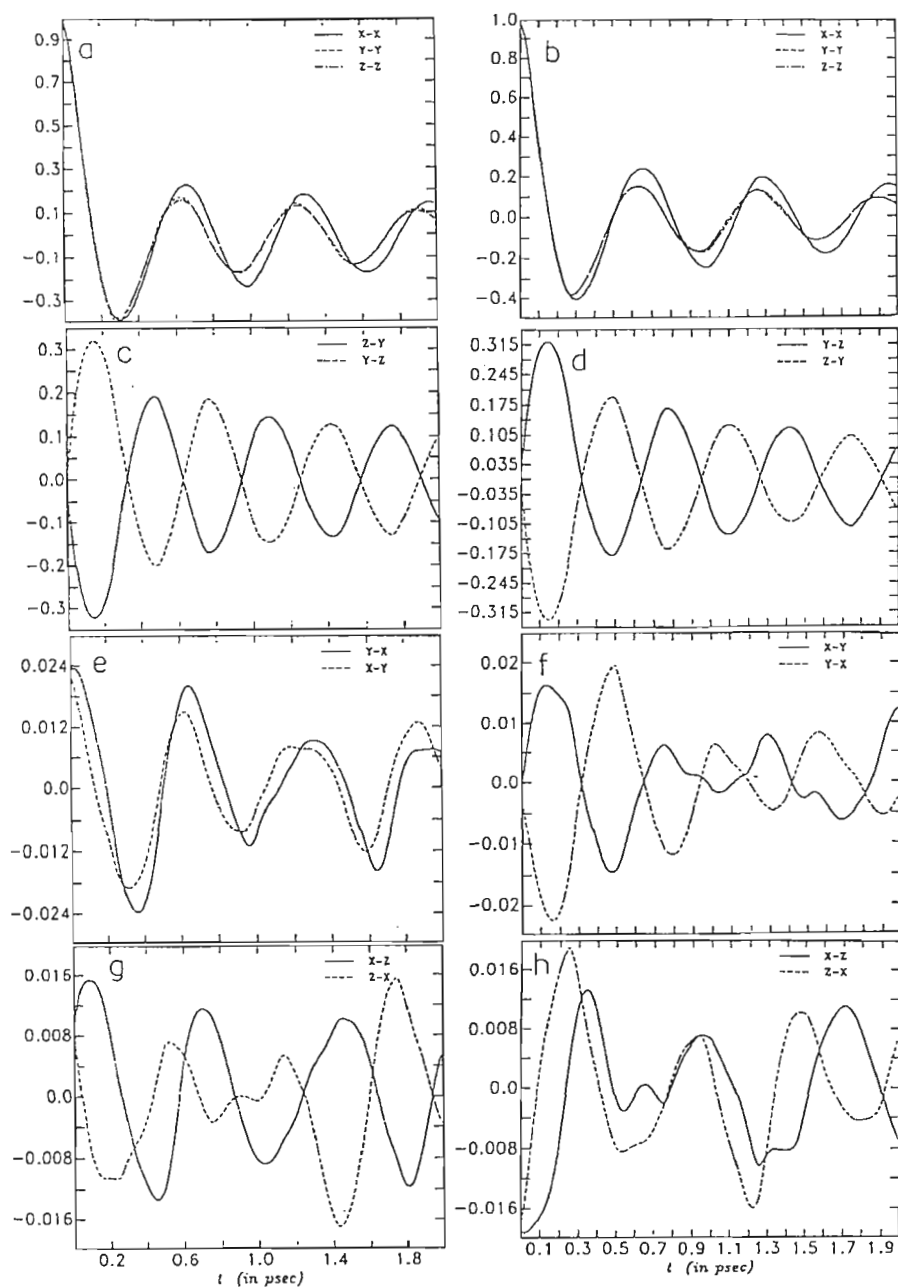 a
X-X
Y-Y
Z-Z
0.9
0.7
0.5
0.3
0.1
-0.1
-0.3
b
X-X
Y-Y
Z-Z
1.0
0.8
0.6
0.4
0.2
0.0
-0.2
-0.4
c
Z-Y
Y-Z
0.3
0.2
0.1
0.0
-0.1
-0.2
-0.3
d
Y-Z
Z-Y
0.315
0.245
0.175
0.105
0.035
-0.035
-0.105
-0.175
-0.245
-0.315
e
Y-X
X-Y
0.024
0.012
0.0
-0.012
-0.024
f
X-Y
Y-X
0.02
0.01
0.0
-0.01
-0.02
g
X-Z
Z-X
0.016
0.008
0.0
-0.008
-0.016
0.2 0.6 1.0 1.4 1.8
t (in psec)
h
X-Z
Z-X
0.016
0.008
0.0
-0.008
-0.016
0.1 0.3 0.5 0.7 0.9 1.1 1.3 1.5 1.7 1.9
t (in psec)